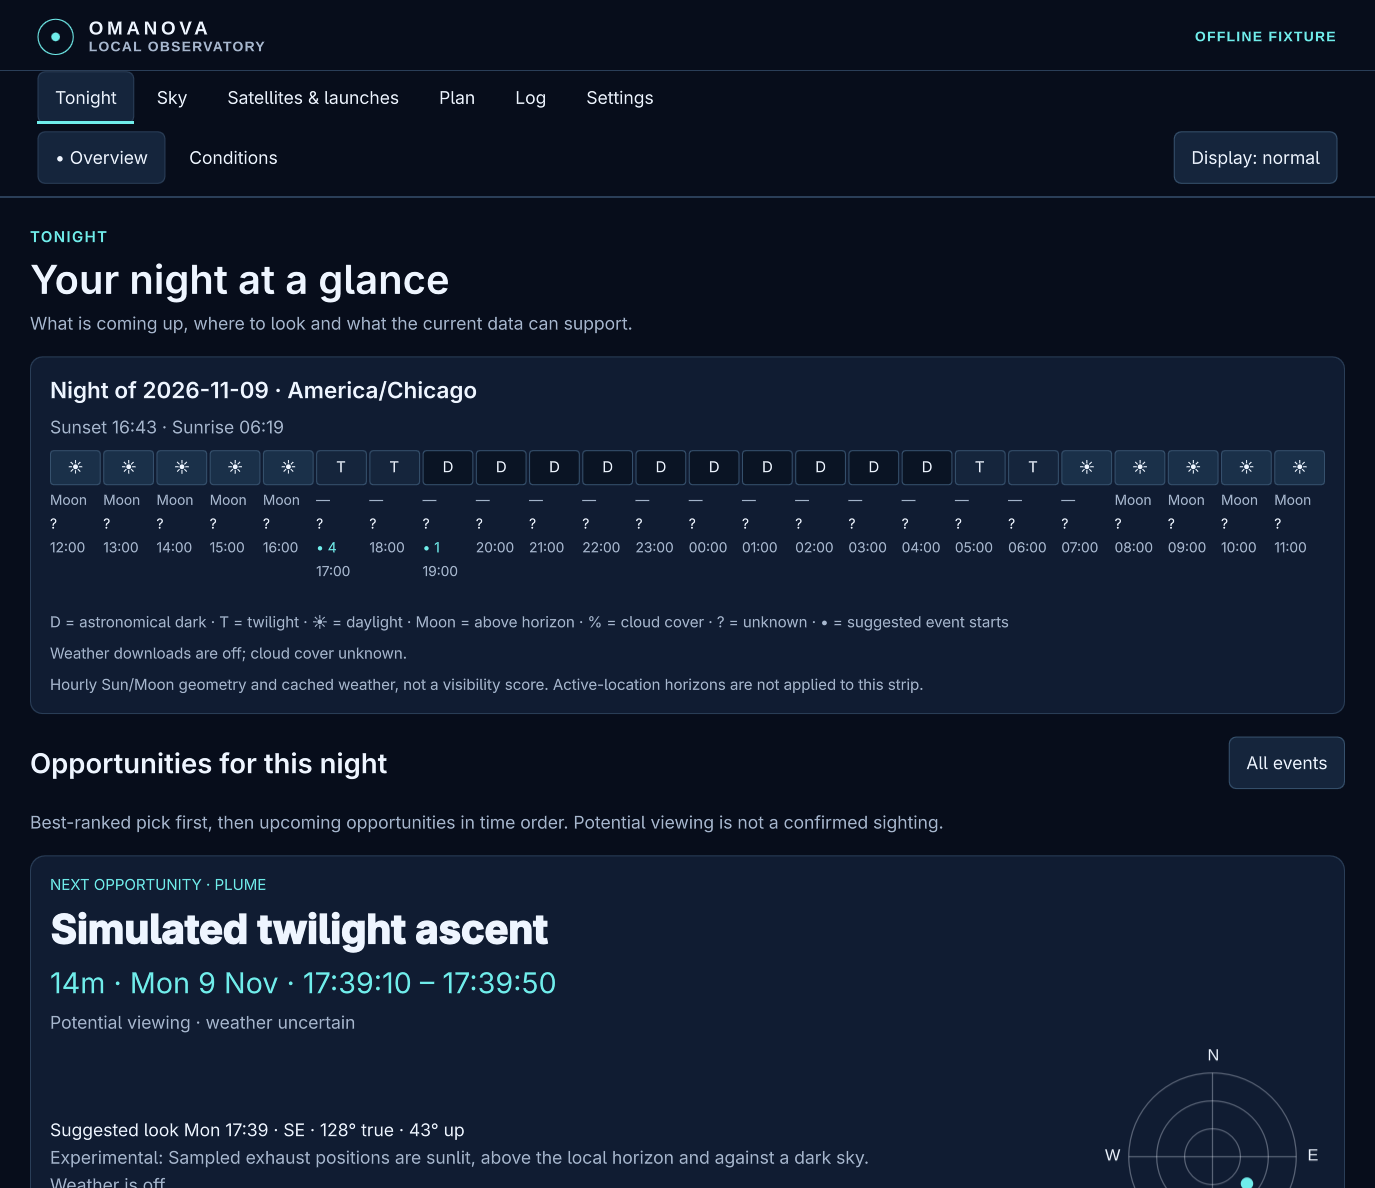 OMANOVA
LOCAL OBSERVATORY
OFFLINE FIXTURE
Tonight Sky Satellites & launches Plan Log Settings
• Overview Conditions Display: normal
TONIGHT
Your night at a glance
What is coming up, where to look and what the current data can support.
Night of 2026-11-09 · America/Chicago
Sunset 16:43 · Sunrise 06:19
☀ ☀ ☀ ☀ ☀ T T D D D D D D D D D D T T ☀ ☀ ☀ ☀ ☀
Moon Moon Moon Moon Moon — — — — — — — — — — — — — — — Moon Moon Moon Moon
? ? ? ? ? ? ? ? ? ? ? ? ? ? ? ? ? ? ? ? ? ? ? ?
12:00 13:00 14:00 15:00 16:00 • 4 18:00 • 1 20:00 21:00 22:00 23:00 00:00 01:00 02:00 03:00 04:00 05:00 06:00 07:00 08:00 09:00 10:00 11:00
17:00 19:00
D = astronomical dark · T = twilight · ☀ = daylight · Moon = above horizon · % = cloud cover · ? = unknown · • = suggested event starts
Weather downloads are off; cloud cover unknown.
Hourly Sun/Moon geometry and cached weather, not a visibility score. Active-location horizons are not applied to this strip.
Opportunities for this night
All events
Best-ranked pick first, then upcoming opportunities in time order. Potential viewing is not a confirmed sighting.
NEXT OPPORTUNITY · PLUME
Simulated twilight ascent
14m · Mon 9 Nov · 17:39:10 – 17:39:50
Potential viewing · weather uncertain
N
Suggested look Mon 17:39 · SE · 128° true · 43° up
Experimental: Sampled exhaust positions are sunlit, above the local horizon and against a dark sky.
W E
Weather is off